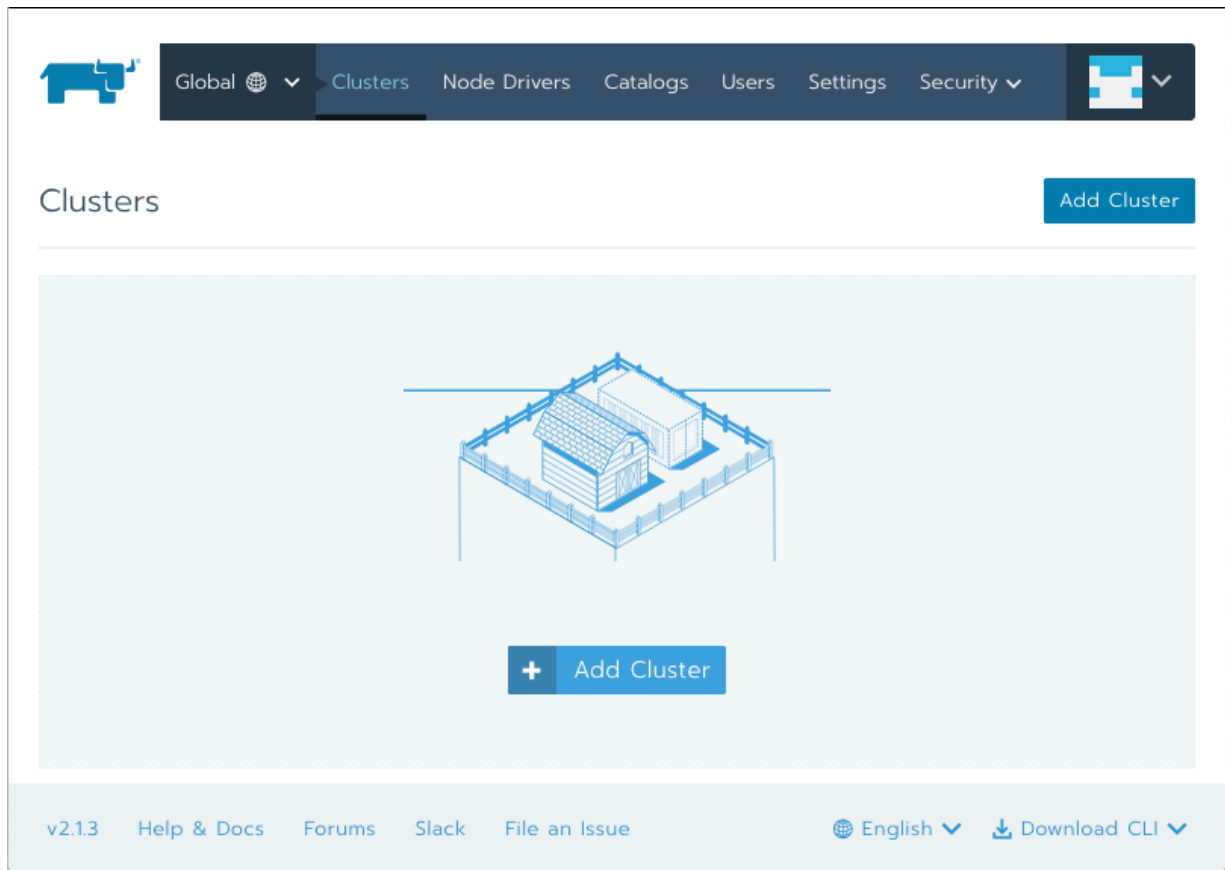 Global Clusters Node Drivers Catalogs Users Settings Security
Clusters Add Cluster
Add Cluster
v2.1.3 Help & Docs Forums Slack File an Issue English Download CLI